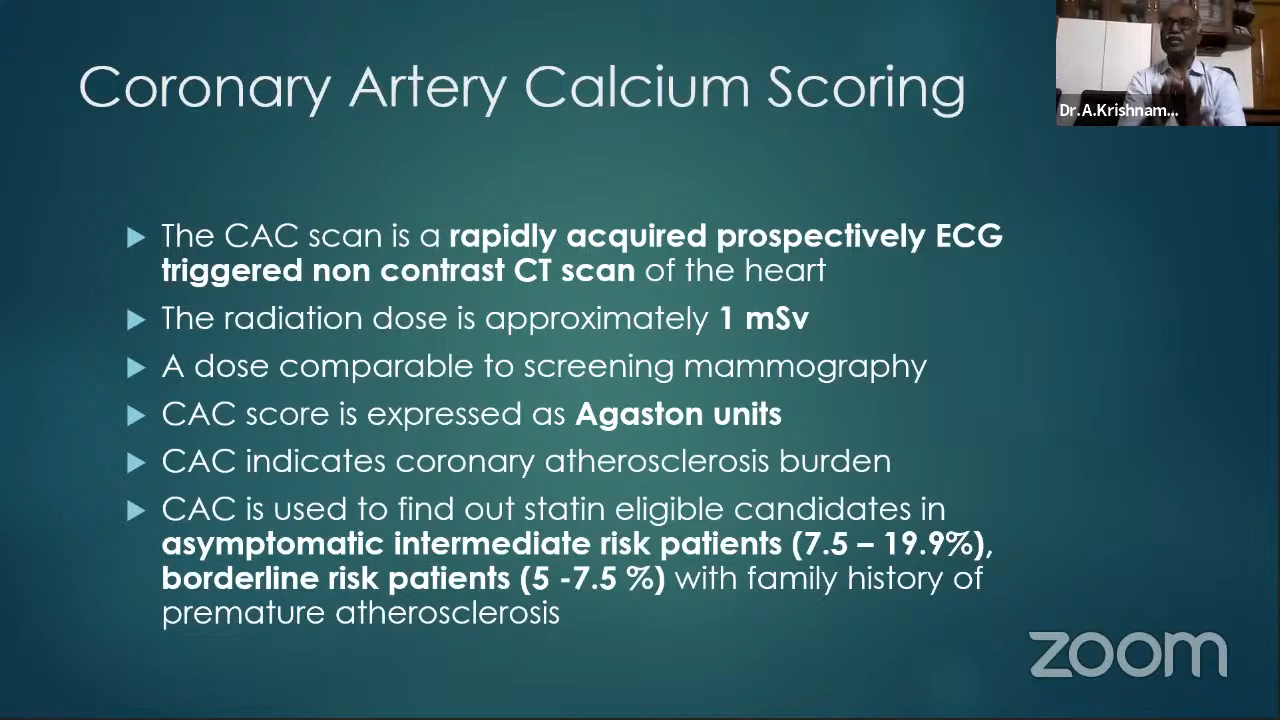 Coronary Artery Calcium Scoring
Dr.A.Krishnam...
The CAC scan is a rapidly acquired prospectively ECG
triggered non contrast CT scan of the heart
The radiation dose is approximately 1 mSv
A dose comparable to screening mammography
CAC score is expressed as Agaston units
CAC indicates coronary atherosclerosis burden
CAC is used to find out statin eligible candidates in
asymptomatic intermediate risk patients (7.5 – 19.9%),
borderline risk patients (5 -7.5 %) with family history of
premature atherosclerosis
zoom